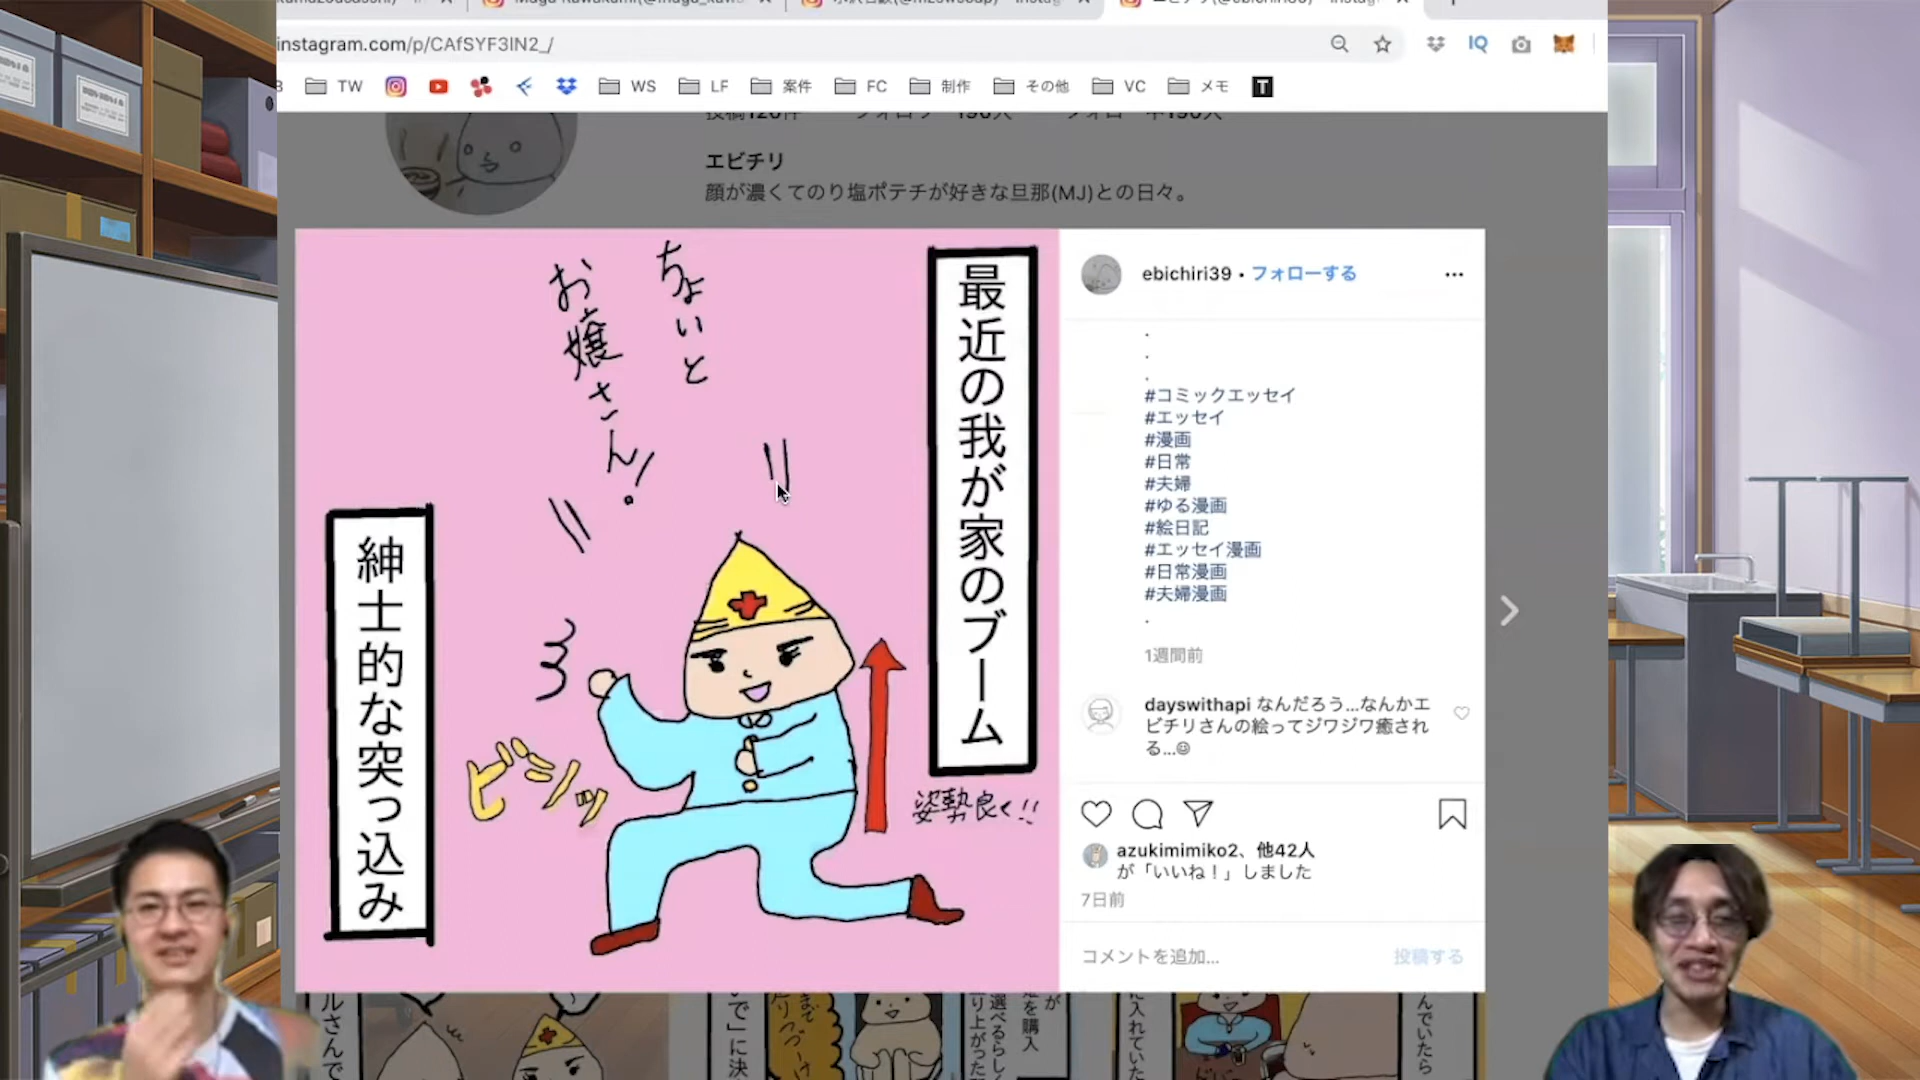 instagram.com/p/CAfSYF3lN2_/
TW
WS
LF
案件
FC
制作
その他
VC
メモ
エビチリ
顔が濃くてのり塩ポテチが好きな旦那(MJ)との日々。
最近の我が家のブーム
ちょいと
お嬢さん!
紳士的な突っ込み
ビシッ
姿勢良く!!
ebichiri39 • フォローする
.
.
.
#コミックエッセイ
#エッセイ
#漫画
#日常
#夫婦
#ゆる漫画
#絵日記
#エッセイ漫画
#日常漫画
#夫婦漫画
.
1週間前
dayswithapi なんだろう...なんかエ
ビチリさんの絵ってジワジワ癒され
る...☺
azukimimiko2、他42人
が「いいね!」しました
7日前
コメントを追加...
投稿する